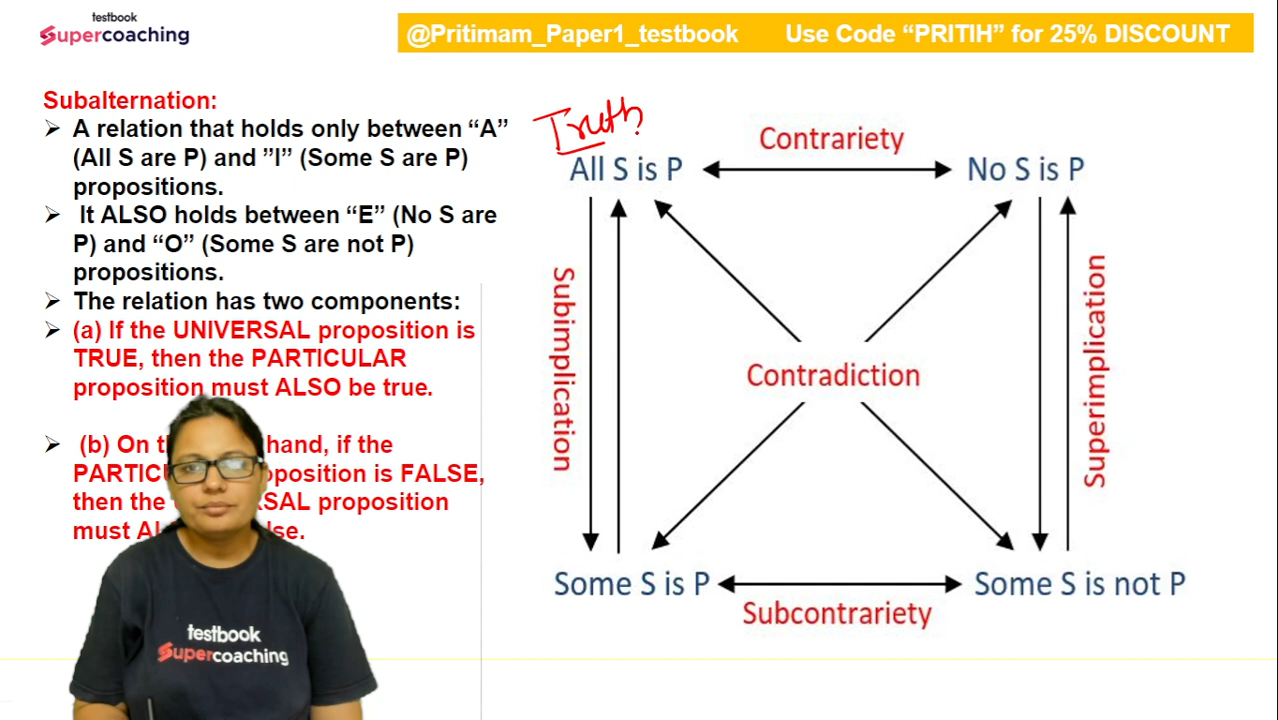 testbook
Supercoaching
@Pritimam_Paper1_testbook Use Code “PRITIH” for 25% DISCOUNT
Subalternation:
➢ A relation that holds only between “A”
(All S are P) and ”I” (Some S are P)
propositions.
➢ It ALSO holds between “E” (No S are
P) and “O” (Some S are not P)
propositions.
➢ The relation has two components:
➢ (a) If the UNIVERSAL proposition is
TRUE, then the PARTICULAR
proposition must ALSO be true.
➢ (b) On hand, if the
proposition is FALSE,
then the proposition
must
Truth
All S is P
Contrariety
No S is P
Subimplication
Contradiction
Superimplication
Some S is P
Subcontrariety
Some S is not P
testbook
Supercoaching